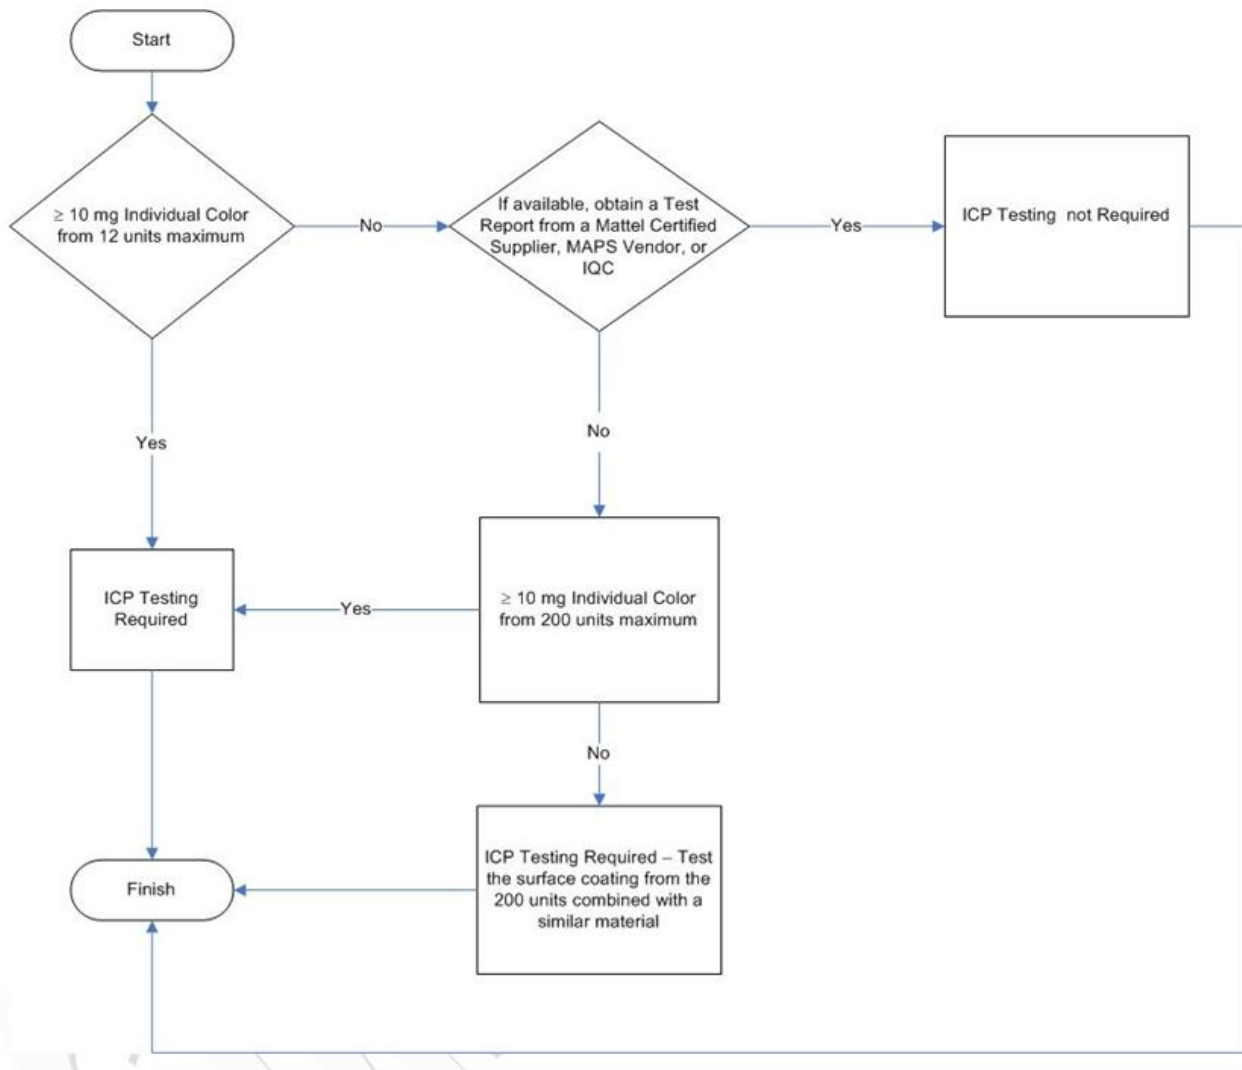 Start
≥ 10 mg Individual Color
from 12 units maximum
No
If available, obtain a Test
Report from a Mattel Certified
Supplier, MAPS Vendor, or
IQC
Yes
ICP Testing not Required
Yes
No
ICP Testing
Required
Yes
≥ 10 mg Individual Color
from 200 units maximum
No
ICP Testing Required – Test
the surface coating from the
200 units combined with a
similar material
Finish